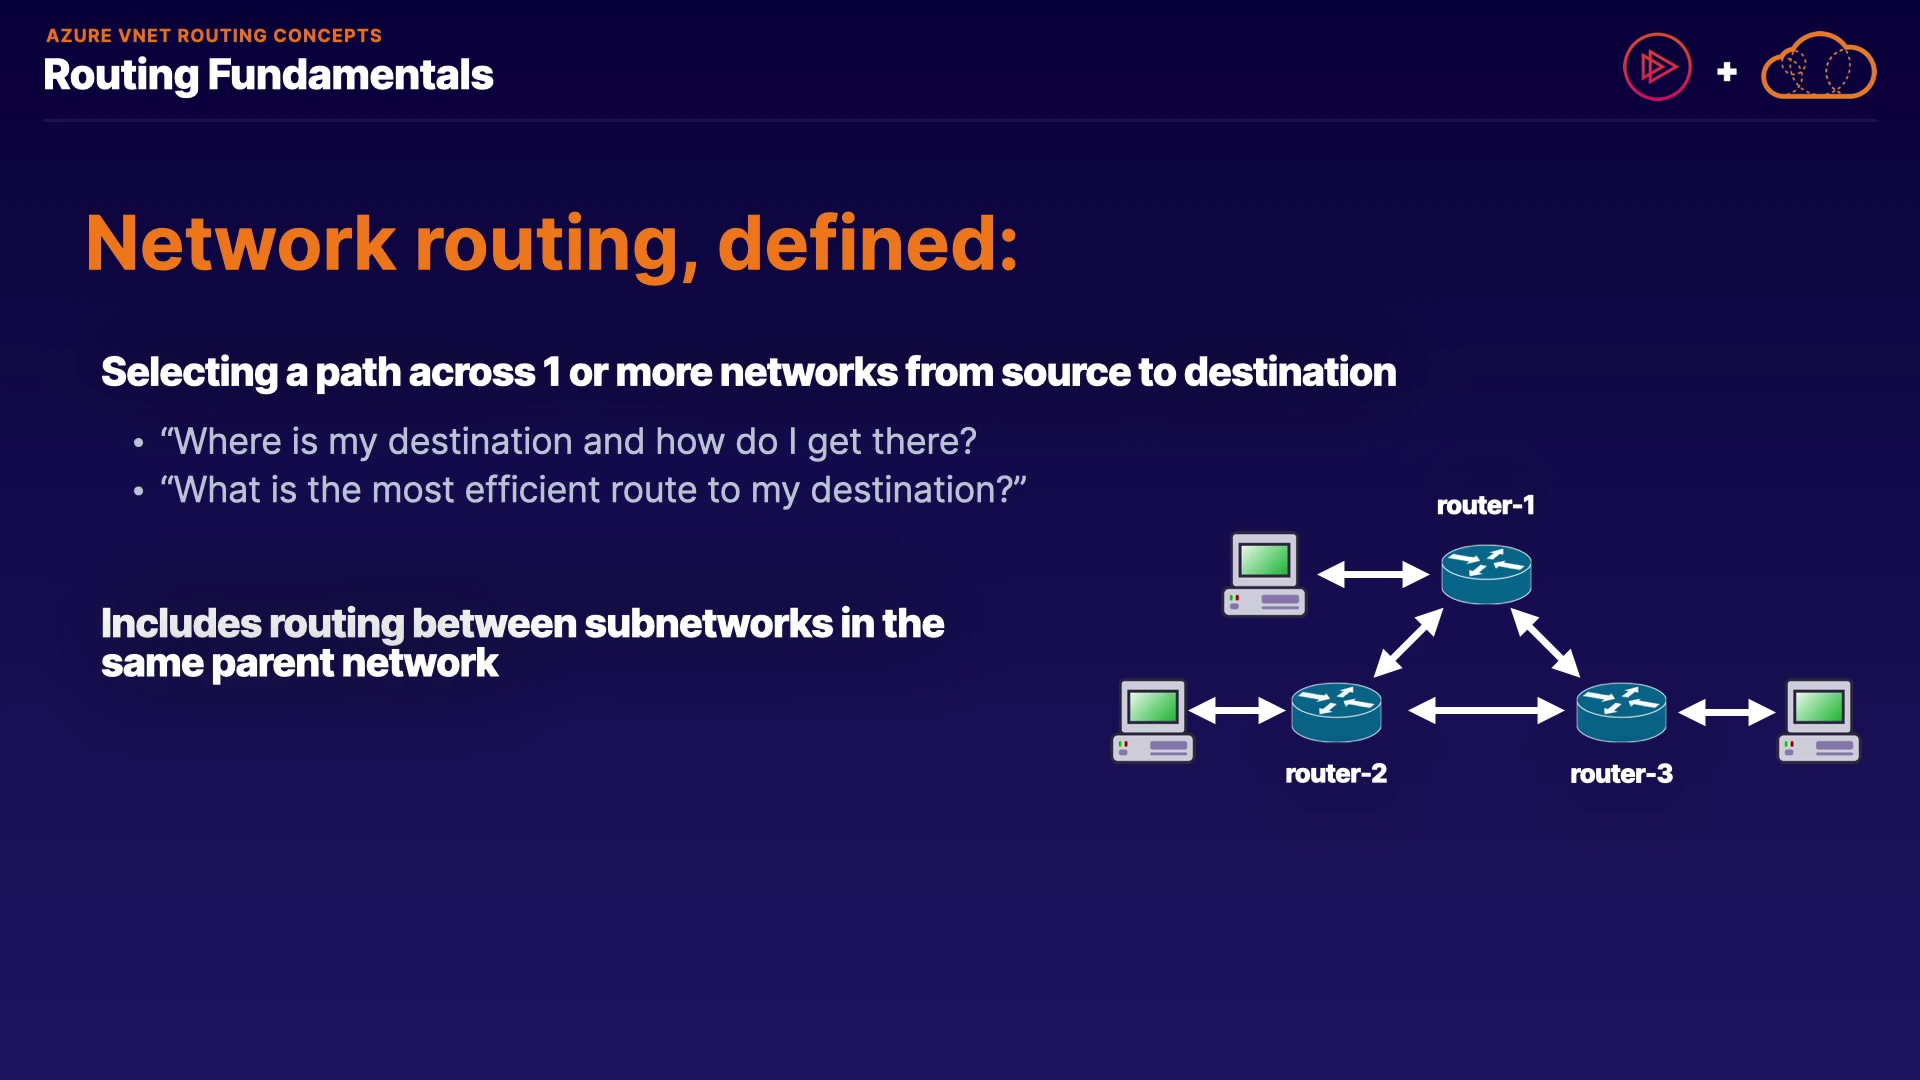 AZURE VNET ROUTING CONCEPTS
Routing Fundamentals
+
Network routing, defined:
Selecting a path across 1 or more networks from source to destination
• “Where is my destination and how do I get there?
• “What is the most efficient route to my destination?”
Includes routing between subnetworks in the
same parent network
router-1
router-2
router-3